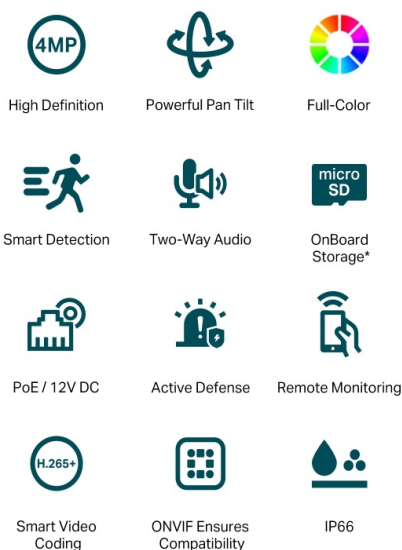 4MP
High Definition
Powerful Pan Tilt
Full-Color
Smart Detection
Two-Way Audio
micro
SD
OnBoard
Storage*
PoE / 12V DC
Active Defense
Remote Monitoring
H.265+
Smart Video
Coding
ONVIF Ensures
Compatibility
IP66